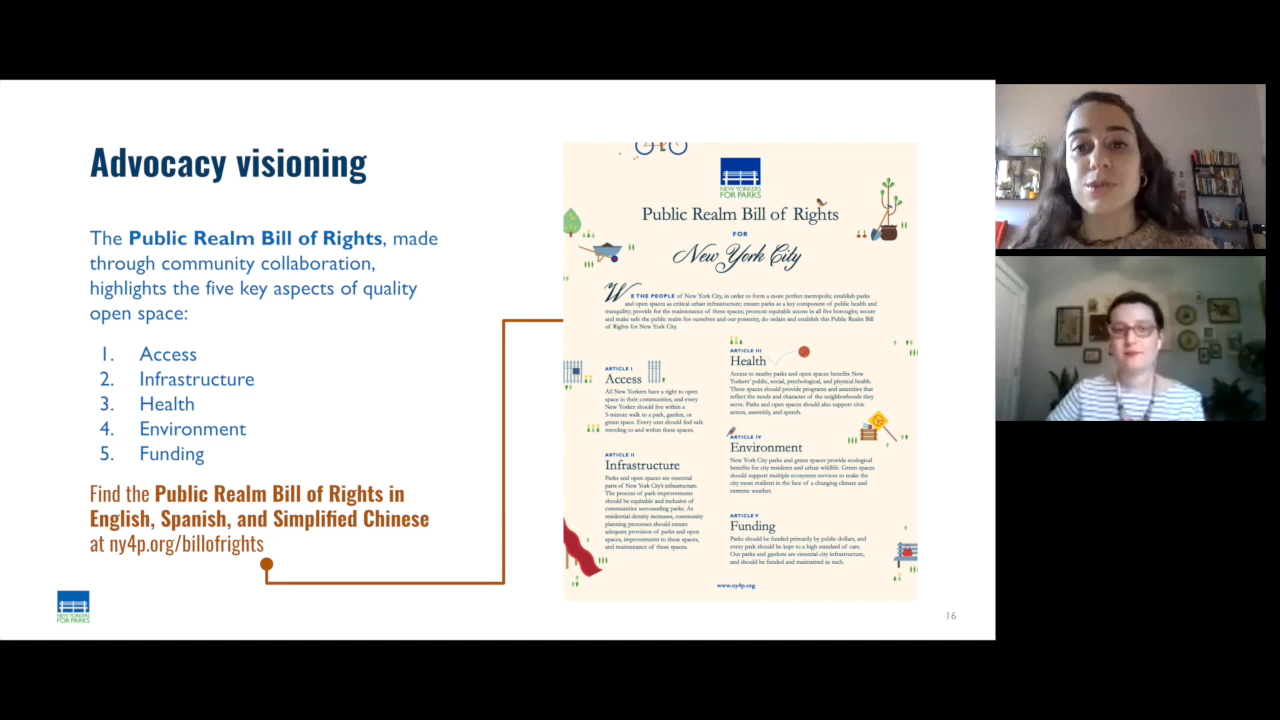 Advocacy visioning
The Public Realm Bill of Rights, made
through community collaboration,
highlights the five key aspects of quality
open space:
1. Access
2. Infrastructure
3. Health
4. Environment
5. Funding
Find the Public Realm Bill of Rights in
English, Spanish, and Simplified Chinese
at ny4p.org/billofrights
NEW YORKERS
FOR PARKS
NEW YORKERS
FOR PARKS
Public Realm Bill of Rights
FOR
New York City
WE THE PEOPLE of New York City, in order to form a more perfect metropolis; establish parks
and open spaces as critical urban infrastructure; ensure parks as a key component of public health and
tranquility; provide for the maintenance of these spaces; promote equitable access in all five boroughs; secure
and make safe the public realm for ourselves and our posterity, do ordain and establish this Public Realm Bill
of Rights for New York City.
ARTICLE I
Access
All New Yorkers have a right to open
space in their communities, and every
New Yorker should live within a
5-minute walk to a park, garden, or
green space. Every user should feel safe
traveling to and within these spaces.
ARTICLE II
Infrastructure
Parks and open spaces are essential
parts of New York City's infrastructure.
The process of park improvements
should be equitable and inclusive of
communities surrounding parks. As
residential density increases, community
planning processes should ensure
adequate provision of parks and open
spaces, improvements to these spaces,
and maintenance of these spaces.
ARTICLE III
Health
Access to nearby parks and open spaces benefits New
Yorkers' public, social, psychological, and physical health.
These spaces should provide programs and amenities that
reflect the needs and character of the neighborhoods they
serve. Parks and open spaces should also support civic
action, assembly, and speech.
ARTICLE IV
Environment
New York City parks and green spaces provide ecological
benefits for city residents and urban wildlife. Green spaces
should support multiple ecosystem services to make the
city more resilient in the face of a changing climate and
extreme weather.
ARTICLE V
Funding
Parks should be funded primarily by public dollars, and
every park should be kept to a high standard of care.
Our parks and gardens are essential city infrastructure,
and should be funded and maintained as such.
www.ny4p.org
16